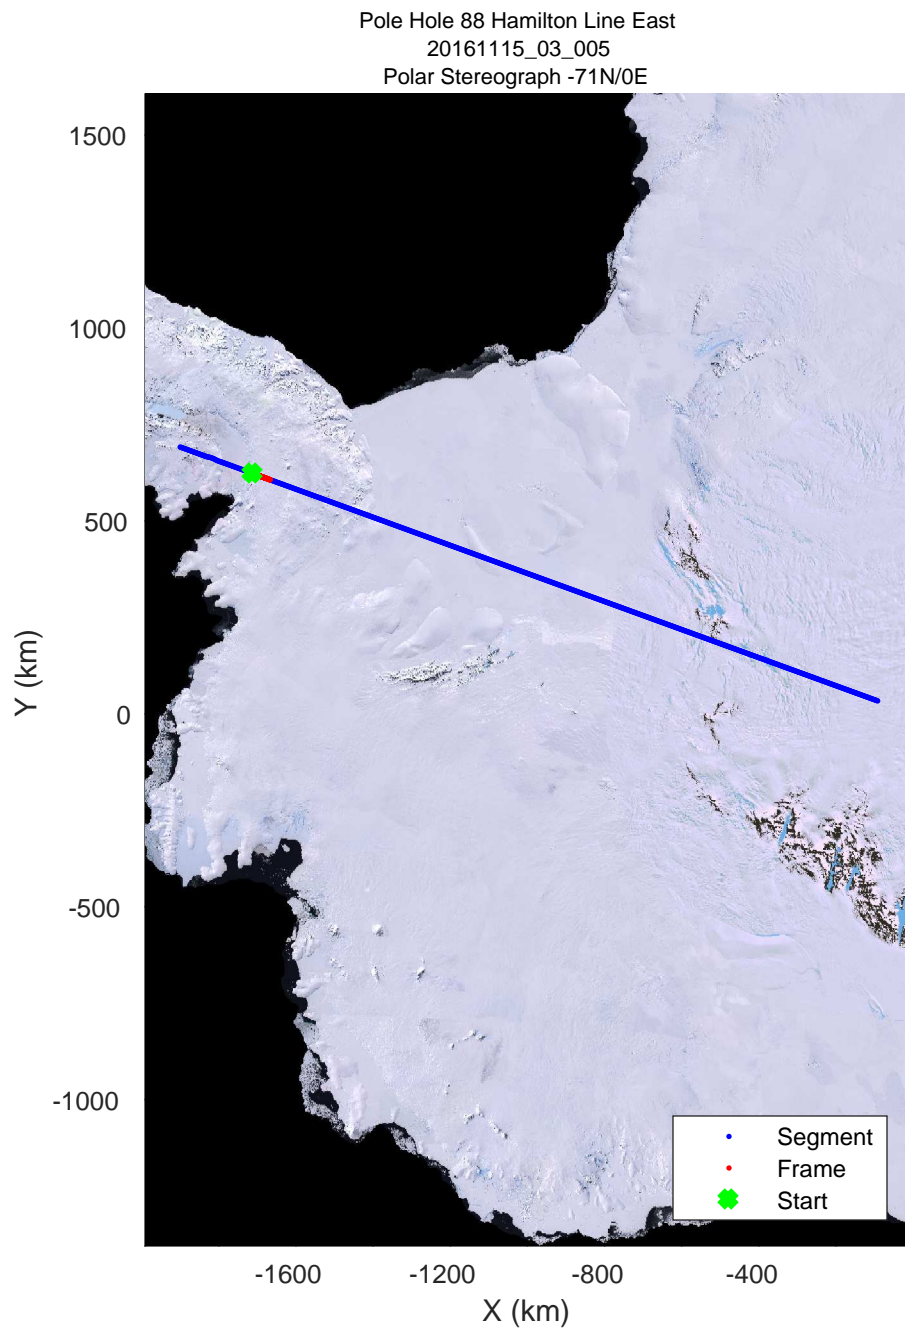 Pole Hole 88 Hamilton Line East
20161115_03_005
Polar Stereograph -71N/0E
1500
1000
500
0
-500
-1000
Y (km)
-1600
-1200
-800
-400
X (km)
Segment
Frame
Start